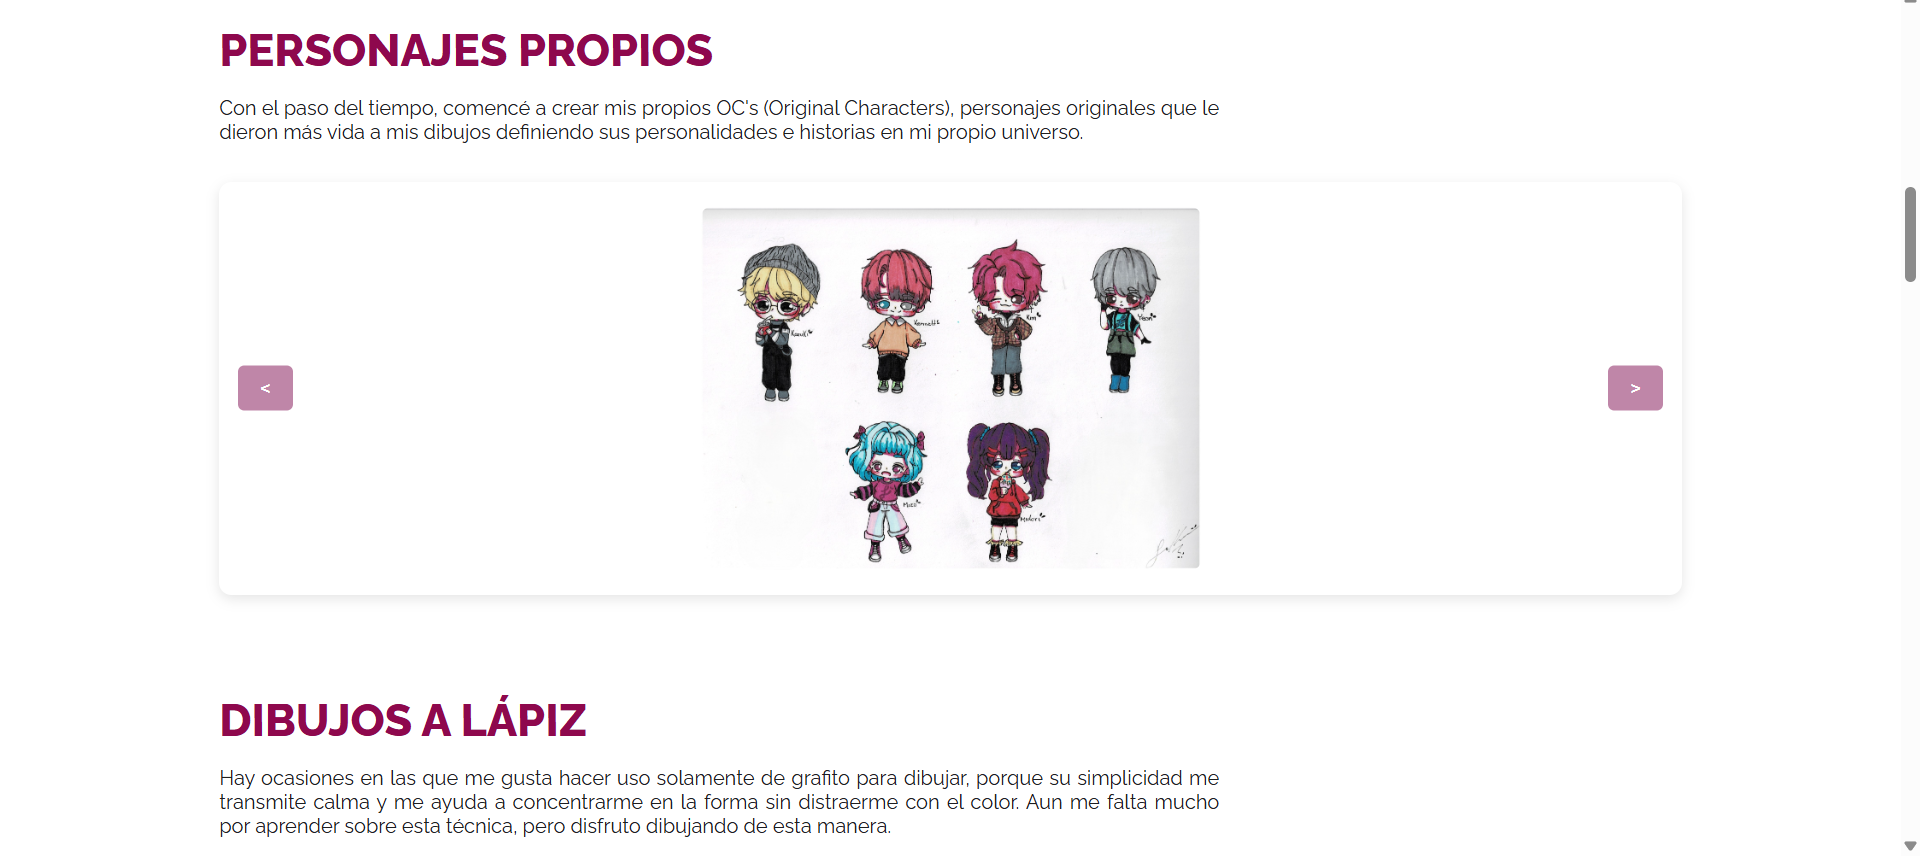 PERSONAJES PROPIOS
Con el paso del tiempo, comencé a crear mis propios OC's (Original Characters), personajes originales que le
dieron más vida a mis dibujos definiendo sus personalidades e historias en mi propio universo.
<
>
Kim
Yeon
Midori
DIBUJOS A LÁPIZ
Hay ocasiones en las que me gusta hacer uso solamente de grafito para dibujar, porque su simplicidad me
transmite calma y me ayuda a concentrarme en la forma sin distraerme con el color. Aun me falta mucho
por aprender sobre esta técnica, pero disfruto dibujando de esta manera.